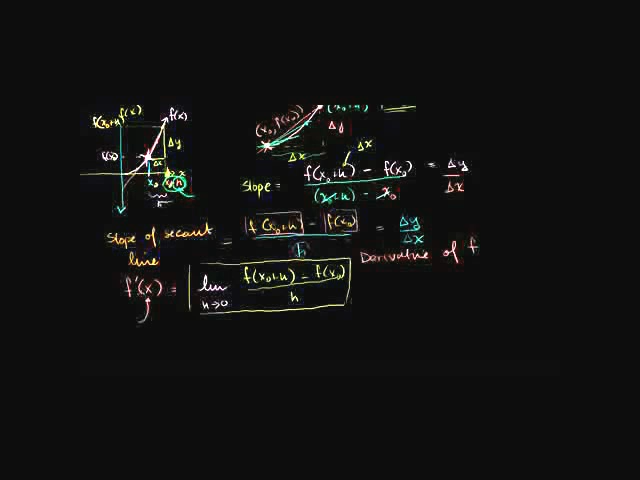 f(x₀+h) f(x)
f(x)
Δy
f(x₀)
Δx
x
x₀
h
(x₀, f(x₀))
(x₀+h)
Δy
Δx
Δx
slope = f(x₀+h) - f(x₀) / (x₀+h) - x₀ = Δy / Δx
Slope of secant line = f(x₀+h) - f(x₀) / h = Δy / Δx
Derivative of f
f'(x) = lim h→0 f(x₀+h) - f(x₀) / h